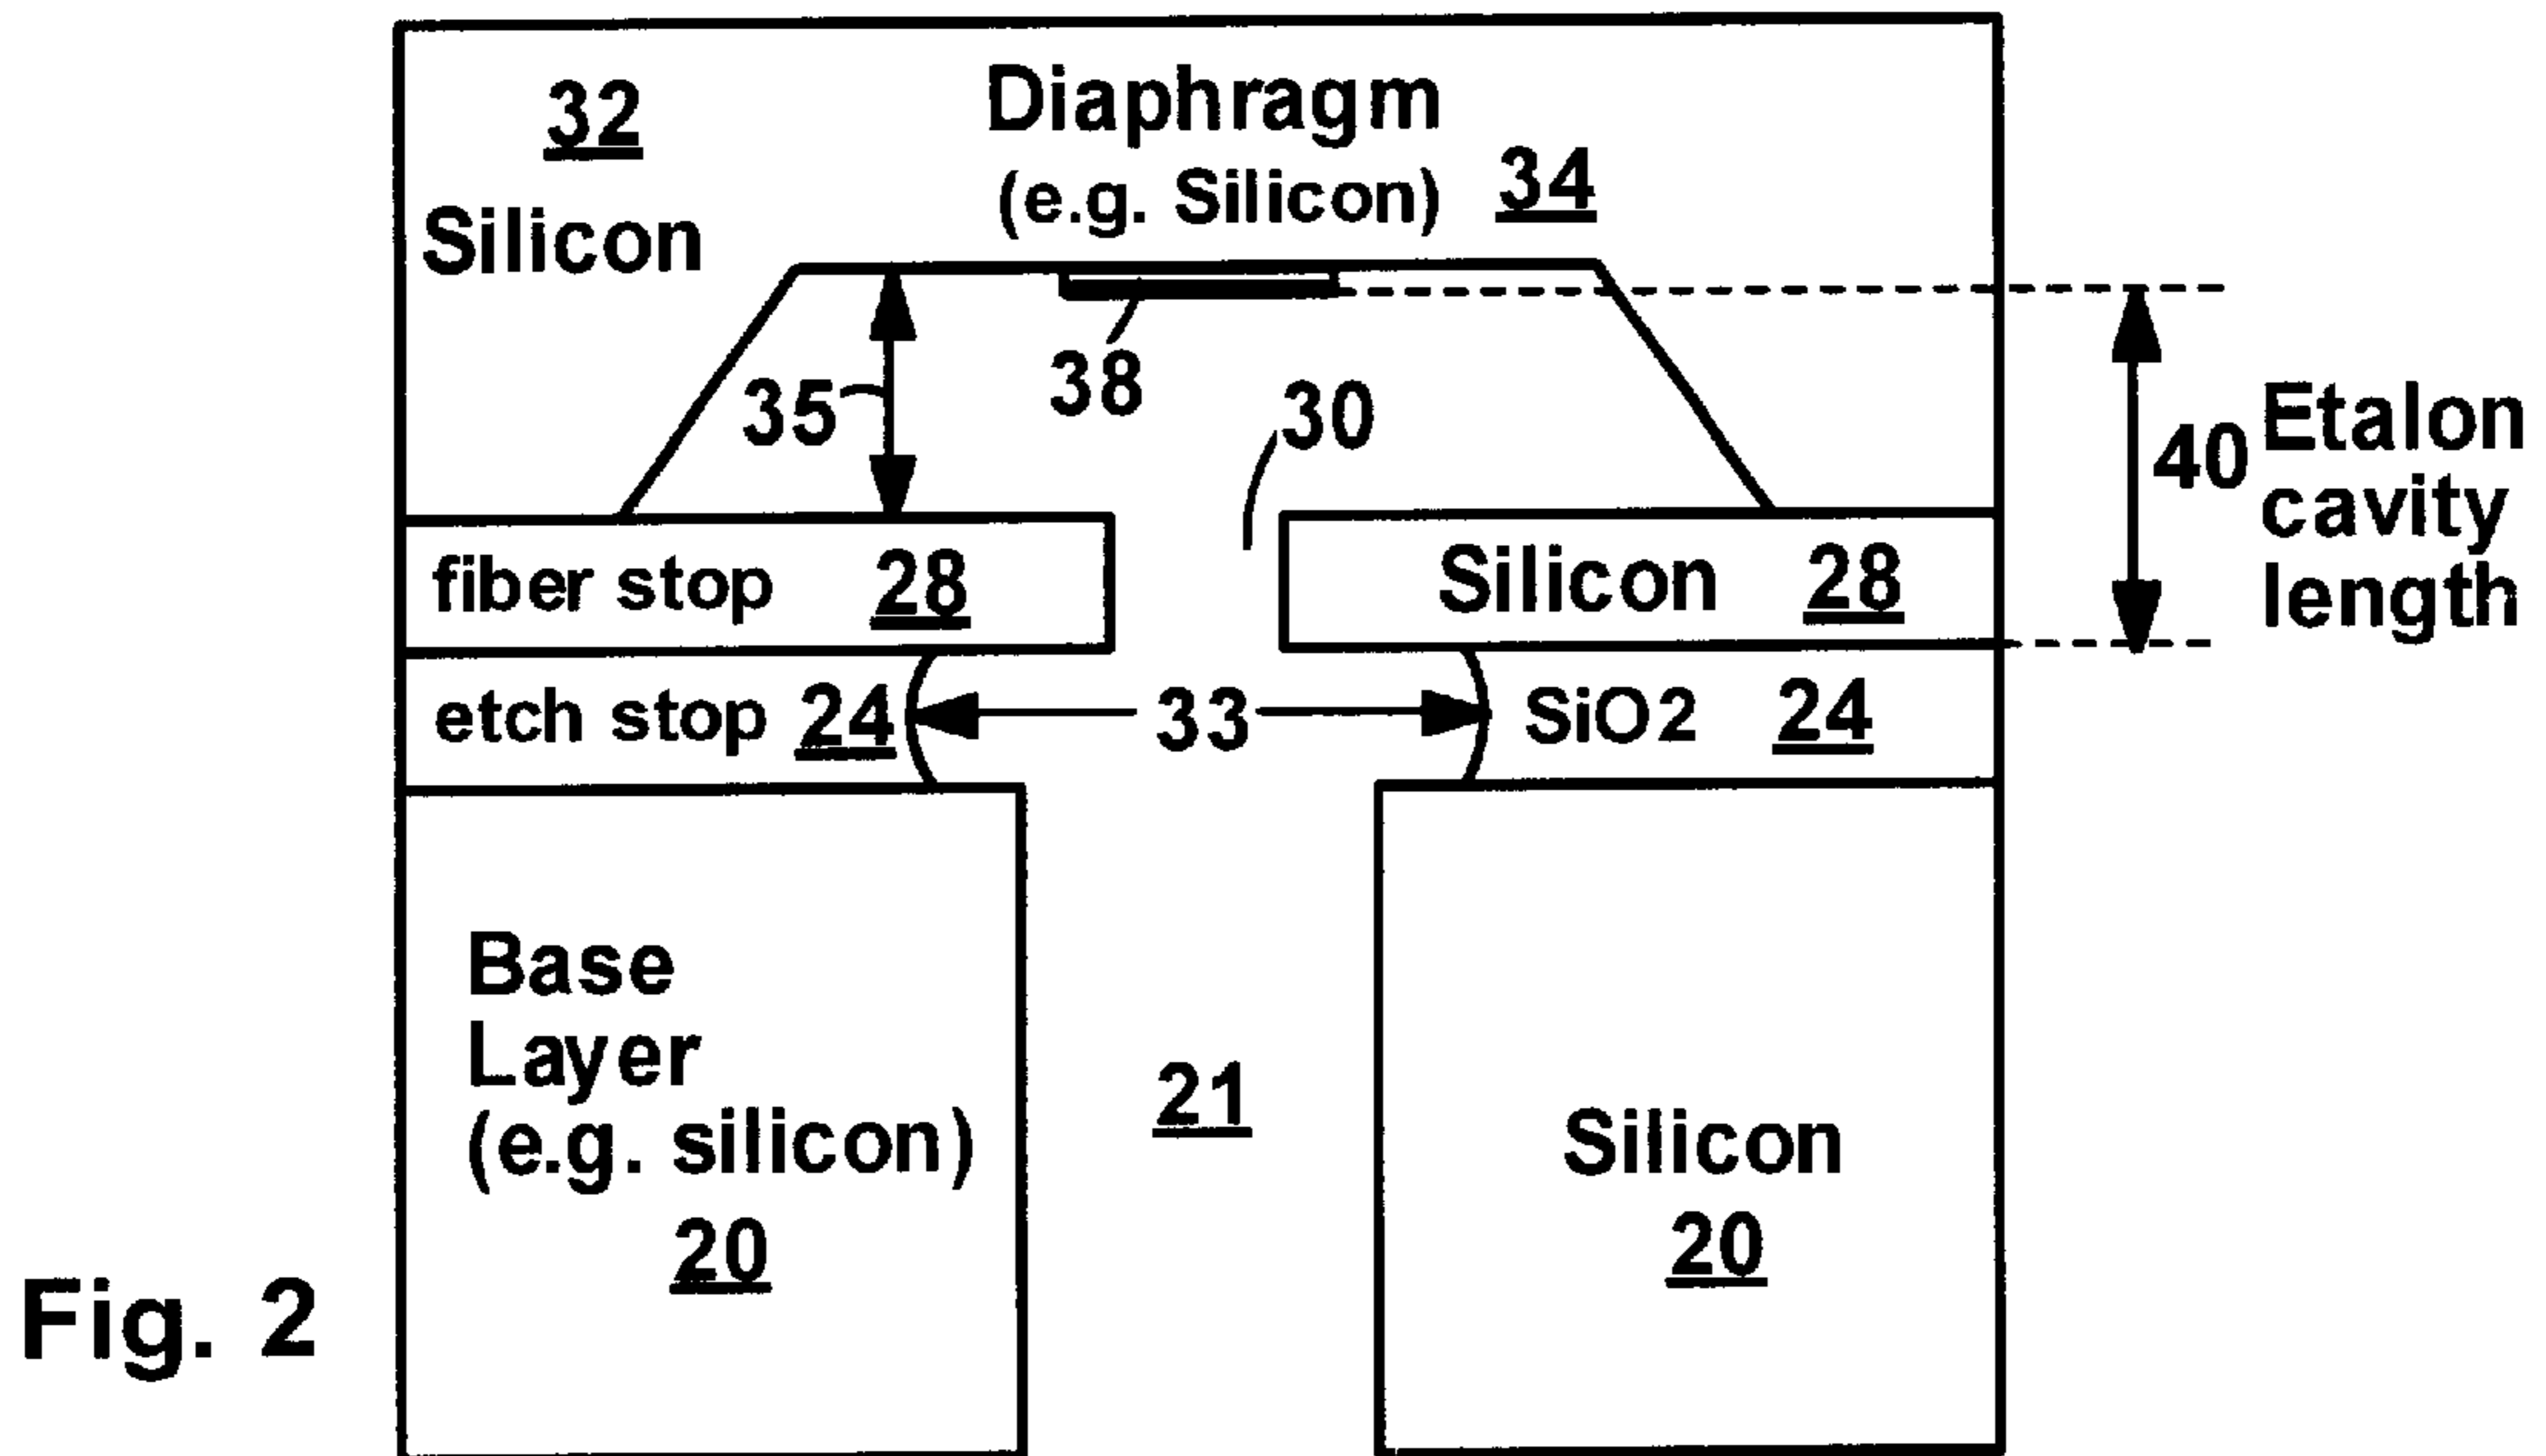 32
Silicon
Diaphragm
(e.g. Silicon) 34
38
35
30
40
Etalon
cavity
length
fiber stop 28
Silicon 28
etch stop 24
33
SiO2 24
Base
Layer
(e.g. silicon)
20
21
Silicon
20
Fig. 2